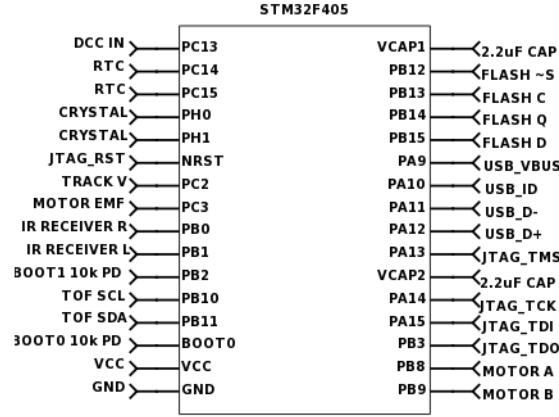 STM32F405
DCC IN PC13 VCAP1 2.2uF CAP
RTC PC14 PB12 FLASH ~S
RTC PC15 PB13 FLASH C
CRYSTAL PH0 PB14 FLASH Q
CRYSTAL PH1 PB15 FLASH D
JTAG_RST NRST PA9 USB_VBUS
TRACK V PC2 PA10 USB_ID
MOTOR EMF PC3 PA11 USB_D-
IR RECEIVER R PB0 PA12 USB_D+
IR RECEIVER L PB1 PA13 JTAG_TMS
BOOT1 10k PD PB2 VCAP2 2.2uF CAP
TOF SCL PB10 PA14 JTAG_TCK
TOF SDA PB11 PA15 JTAG_TDI
BOOT0 10k PD BOOT0 PB3 JTAG_TDO
VCC VCC PB8 MOTOR A
GND GND PB9 MOTOR B